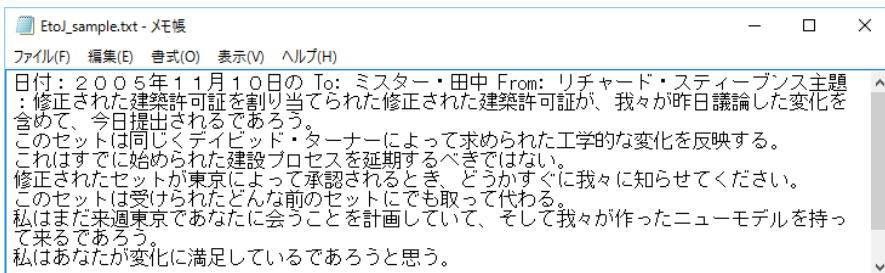 EtoJ_sample.txt - メモ帳
ファイル(F) 編集(E) 書式(O) 表示(V) ヘルプ(H)
日付：２００５年１１月１０日の To: ミスター・田中 From: リチャード・スティーブンス主題
：修正された建築許可証を割り当てられた修正された建築許可証が、我々が昨日議論した変化を
含めて、今日提出されるであろう。
このセットは同じくデイビッド・ターナーによって求められた工学的な変化を反映する。
これはすでに始められた建設プロセスを延期するべきではない。
修正されたセットが東京によって承認されるとき、どうかすぐに我々に知らせてください。
このセットは受けられたどんな前のセットにでも取って代わる。
私はまだ来週東京であなたに会うことを計画していて、そして我々が作ったニューモデルを持っ
て来るであろう。
私はあなたが変化に満足しているであろうと思う。